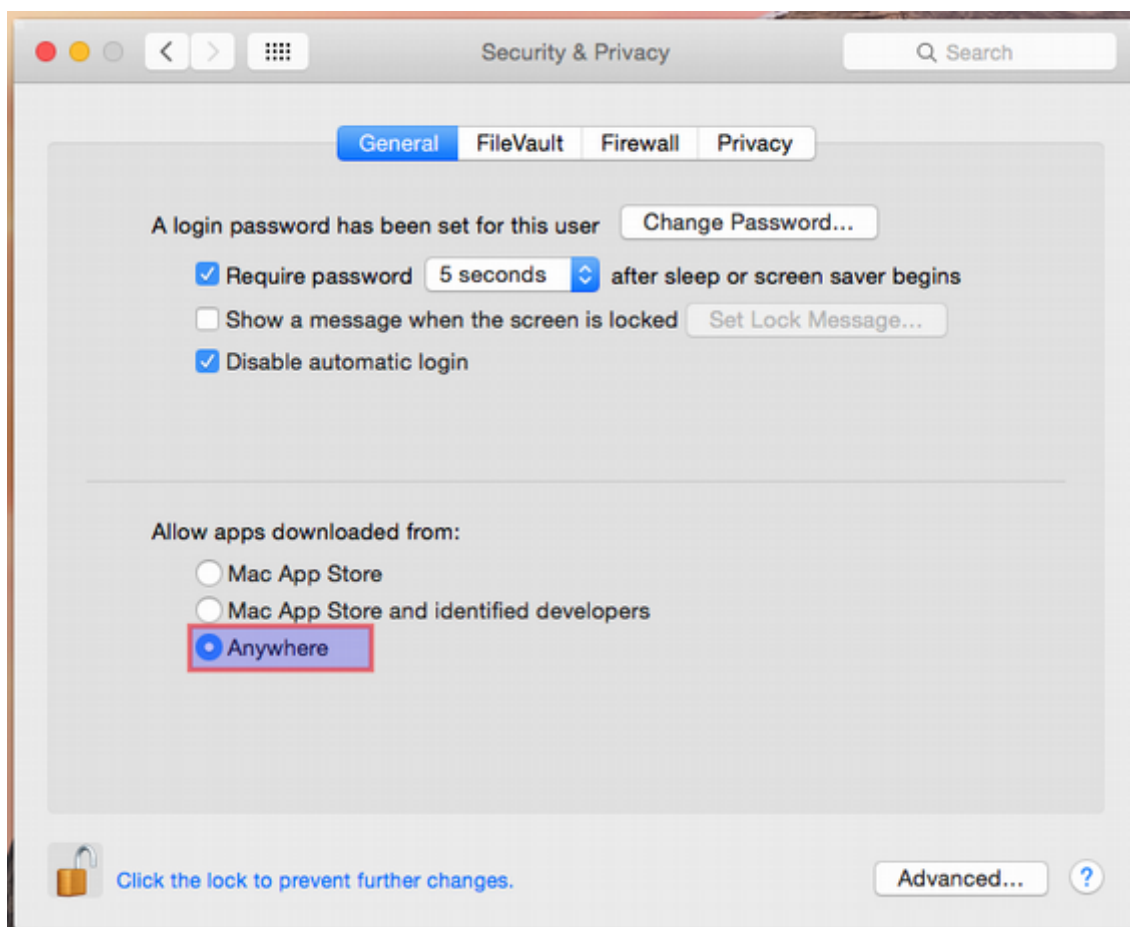 Security & Privacy
Search
General FileVault Firewall Privacy
A login password has been set for this user Change Password...
Require password 5 seconds after sleep or screen saver begins
Show a message when the screen is locked Set Lock Message...
Disable automatic login
Allow apps downloaded from:
Mac App Store
Mac App Store and identified developers
Anywhere
Click the lock to prevent further changes.
Advanced... ?